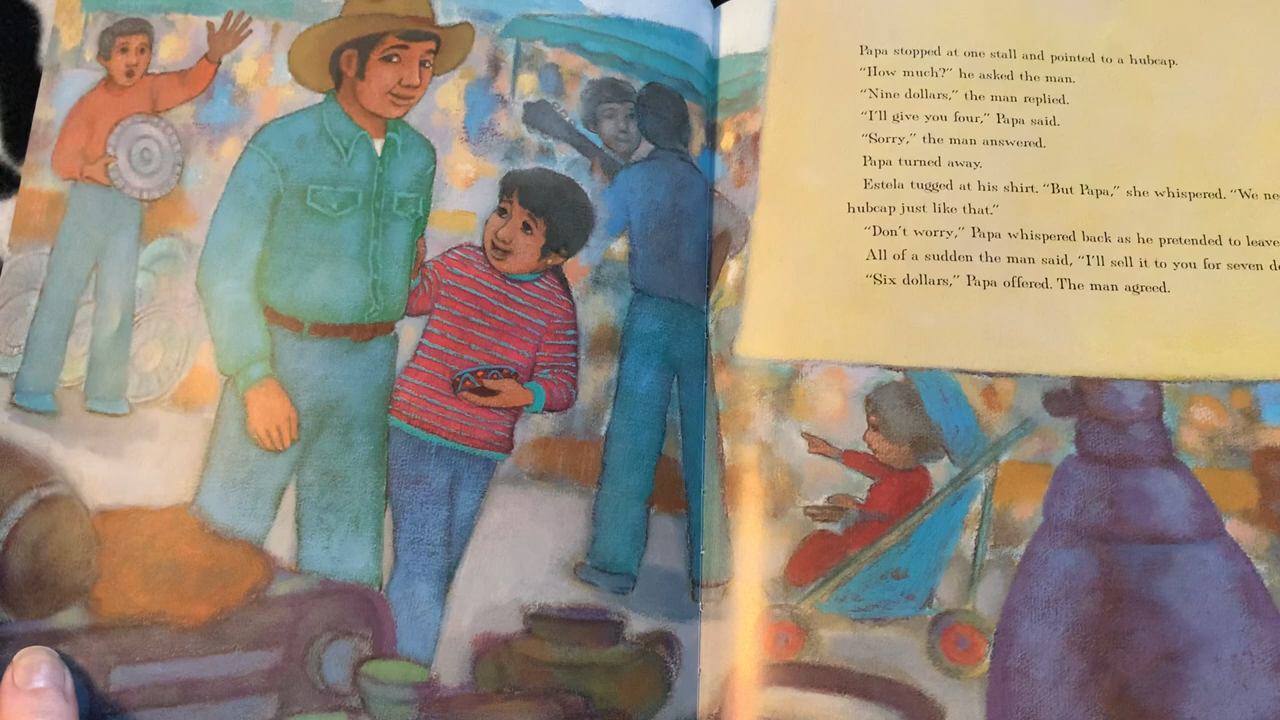 Papa stopped at one stall and pointed to a hubcap.
“How much?” he asked the man.
“Nine dollars,” the man replied.
“I'll give you four,” Papa said.
“Sorry,” the man answered.
Papa turned away.
Estela tugged at his shirt. “But Papa,” she whispered. “We
hubcap just like that.”
“Don't worry,” Papa whispered back as he pretended to leave
All of a sudden the man said, “I'll sell it to you for seven
“Six dollars,” Papa offered. The man agreed.